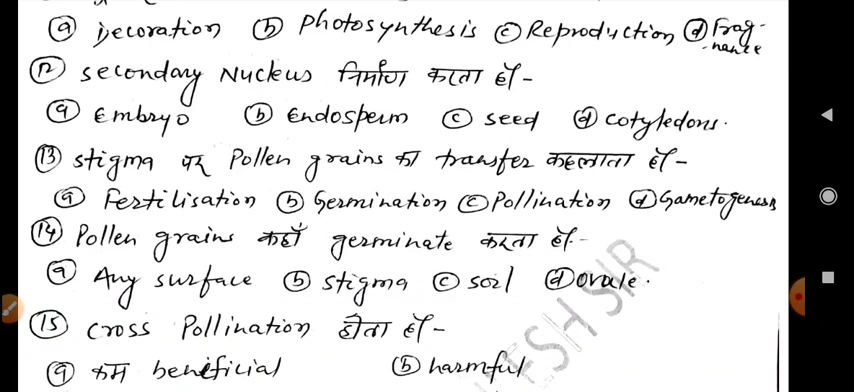 (a) Decoration (b) Photosynthesis (c) Reproduction (d) Frag-nance
(12) Secondary Nucleus निर्माण करता है -
(a) Embryo (b) Endosperm (c) seed (d) cotyledons.
(13) Stigma पर Pollen grains का transfer कहलाता है -
(a) Fertilisation (b) Germination (c) Pollination (d) Gametogenesis
(14) Pollen grains कहाँ germinate करता है -
(a) Any surface (b) stigma (c) soil (d) ovule.
(15) cross Pollination होता है -
(a) कम beneficial (b) harmful
ESH SIR